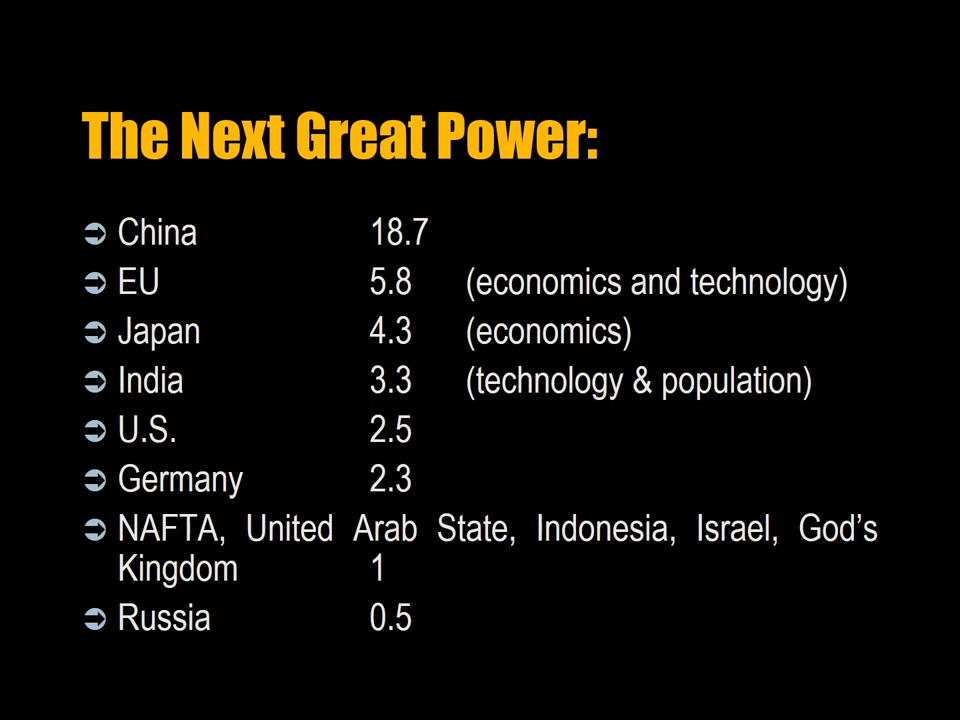 The Next Great Power:
China 18.7
EU 5.8 (economics and technology)
Japan 4.3 (economics)
India 3.3 (technology & population)
U.S. 2.5
Germany 2.3
NAFTA, United Arab State, Indonesia, Israel, God’s
Kingdom 1
Russia 0.5